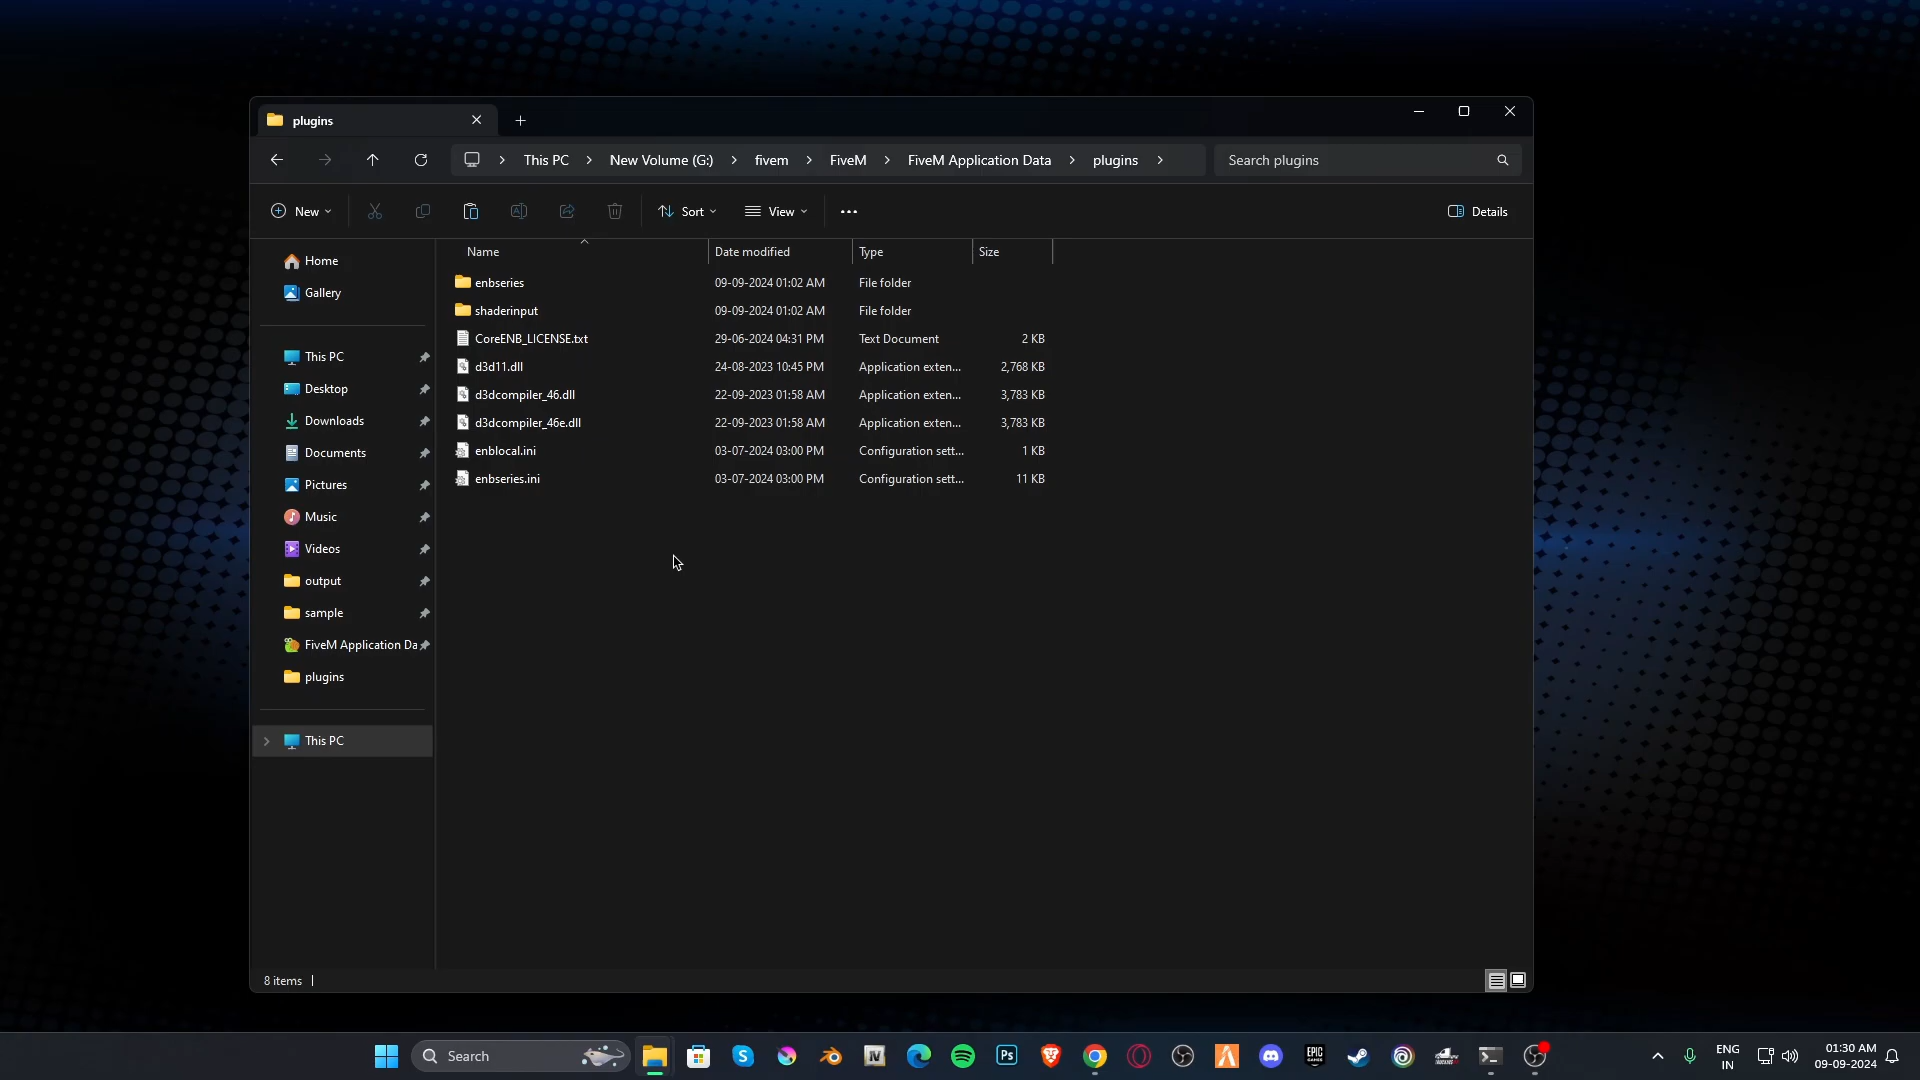 plugins
This PC
New Volume (G:)
fivem
FiveM
FiveM Application Data
plugins
Search plugins
New
Sort
View
Details
Name
Date modified
Type
Size
Home
Gallery
This PC
Desktop
Downloads
Documents
Pictures
Music
Videos
output
sample
FiveM Application Da
plugins
This PC
enbseries 09-09-2024 01:02 AM File folder
shaderinput 09-09-2024 01:02 AM File folder
CoreENB_LICENSE.txt 29-06-2024 04:31 PM Text Document 2 KB
d3d11.dll 24-08-2023 10:45 PM Application exten... 2,768 KB
d3dcompiler_46.dll 22-09-2023 01:58 AM Application exten... 3,783 KB
d3dcompiler_46e.dll 22-09-2023 01:58 AM Application exten... 3,783 KB
enblocal.ini 03-07-2024 03:00 PM Configuration sett... 1 KB
enbseries.ini 03-07-2024 03:00 PM Configuration sett... 11 KB
8 items
Search
S
IV
Ps
EPIC
GAMES
ENG
IN
01:30 AM
09-09-2024